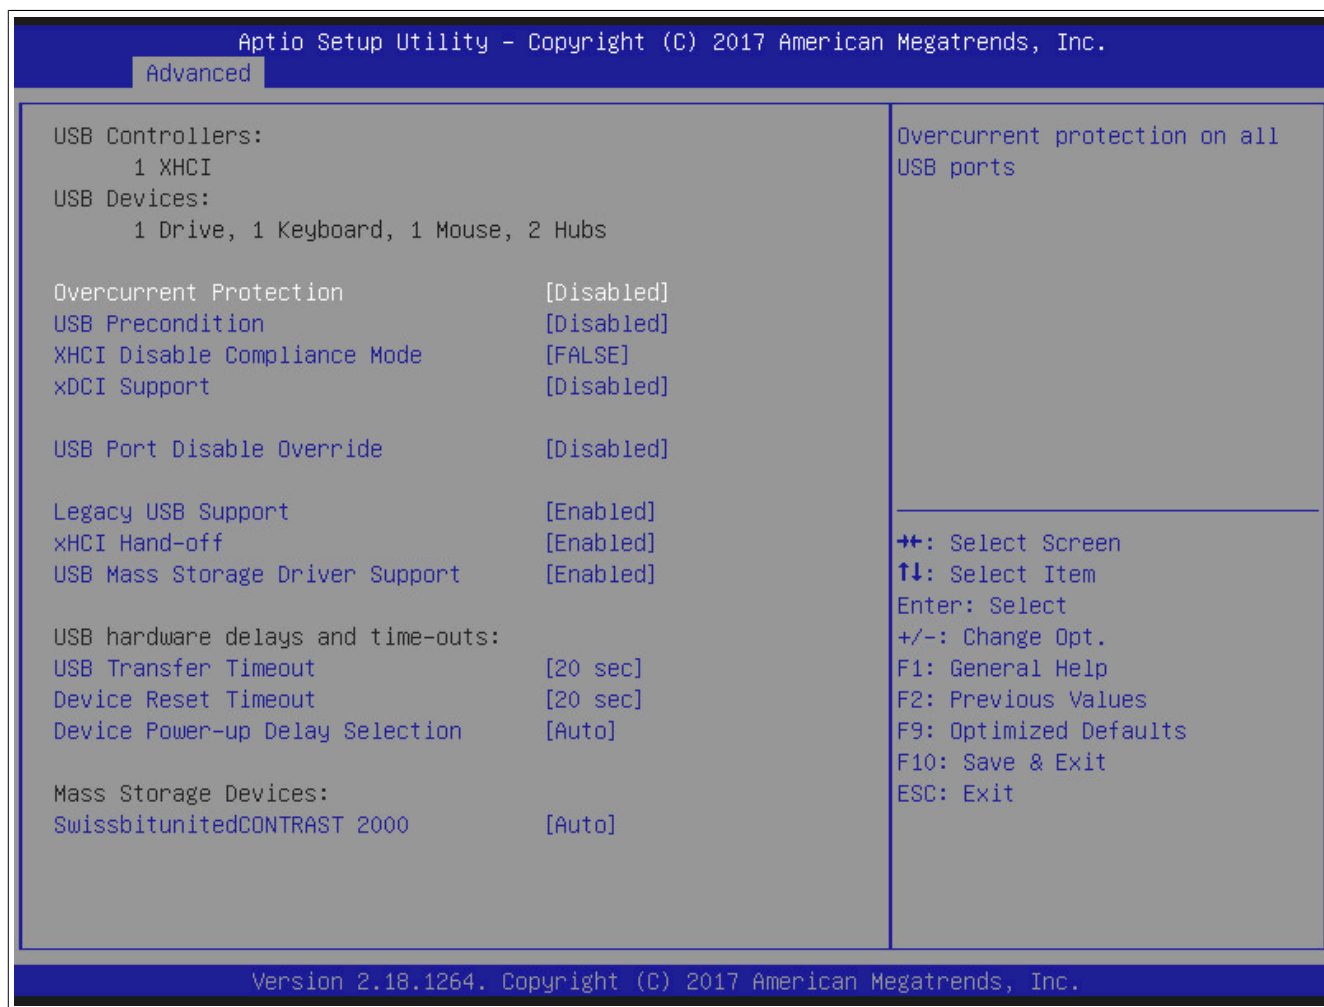 Aptio Setup Utility – Copyright (C) 2017 American Megatrends, Inc.
Advanced
USB Controllers:
1 XHCI
USB Devices:
1 Drive, 1 Keyboard, 1 Mouse, 2 Hubs
Overcurrent Protection [Disabled]
USB Precondition [Disabled]
XHCI Disable Compliance Mode [FALSE]
xDCI Support [Disabled]
USB Port Disable Override [Disabled]
Legacy USB Support [Enabled]
xHCI Hand-off [Enabled]
USB Mass Storage Driver Support [Enabled]
USB hardware delays and time-outs:
USB Transfer Timeout [20 sec]
Device Reset Timeout [20 sec]
Device Power-up Delay Selection [Auto]
Mass Storage Devices:
SwissbitunitedCONTRAST 2000 [Auto]
Overcurrent protection on all
USB ports
→←: Select Screen
↑↓: Select Item
Enter: Select
+/-: Change Opt.
F1: General Help
F2: Previous Values
F9: Optimized Defaults
F10: Save & Exit
ESC: Exit
Version 2.18.1264. Copyright (C) 2017 American Megatrends, Inc.